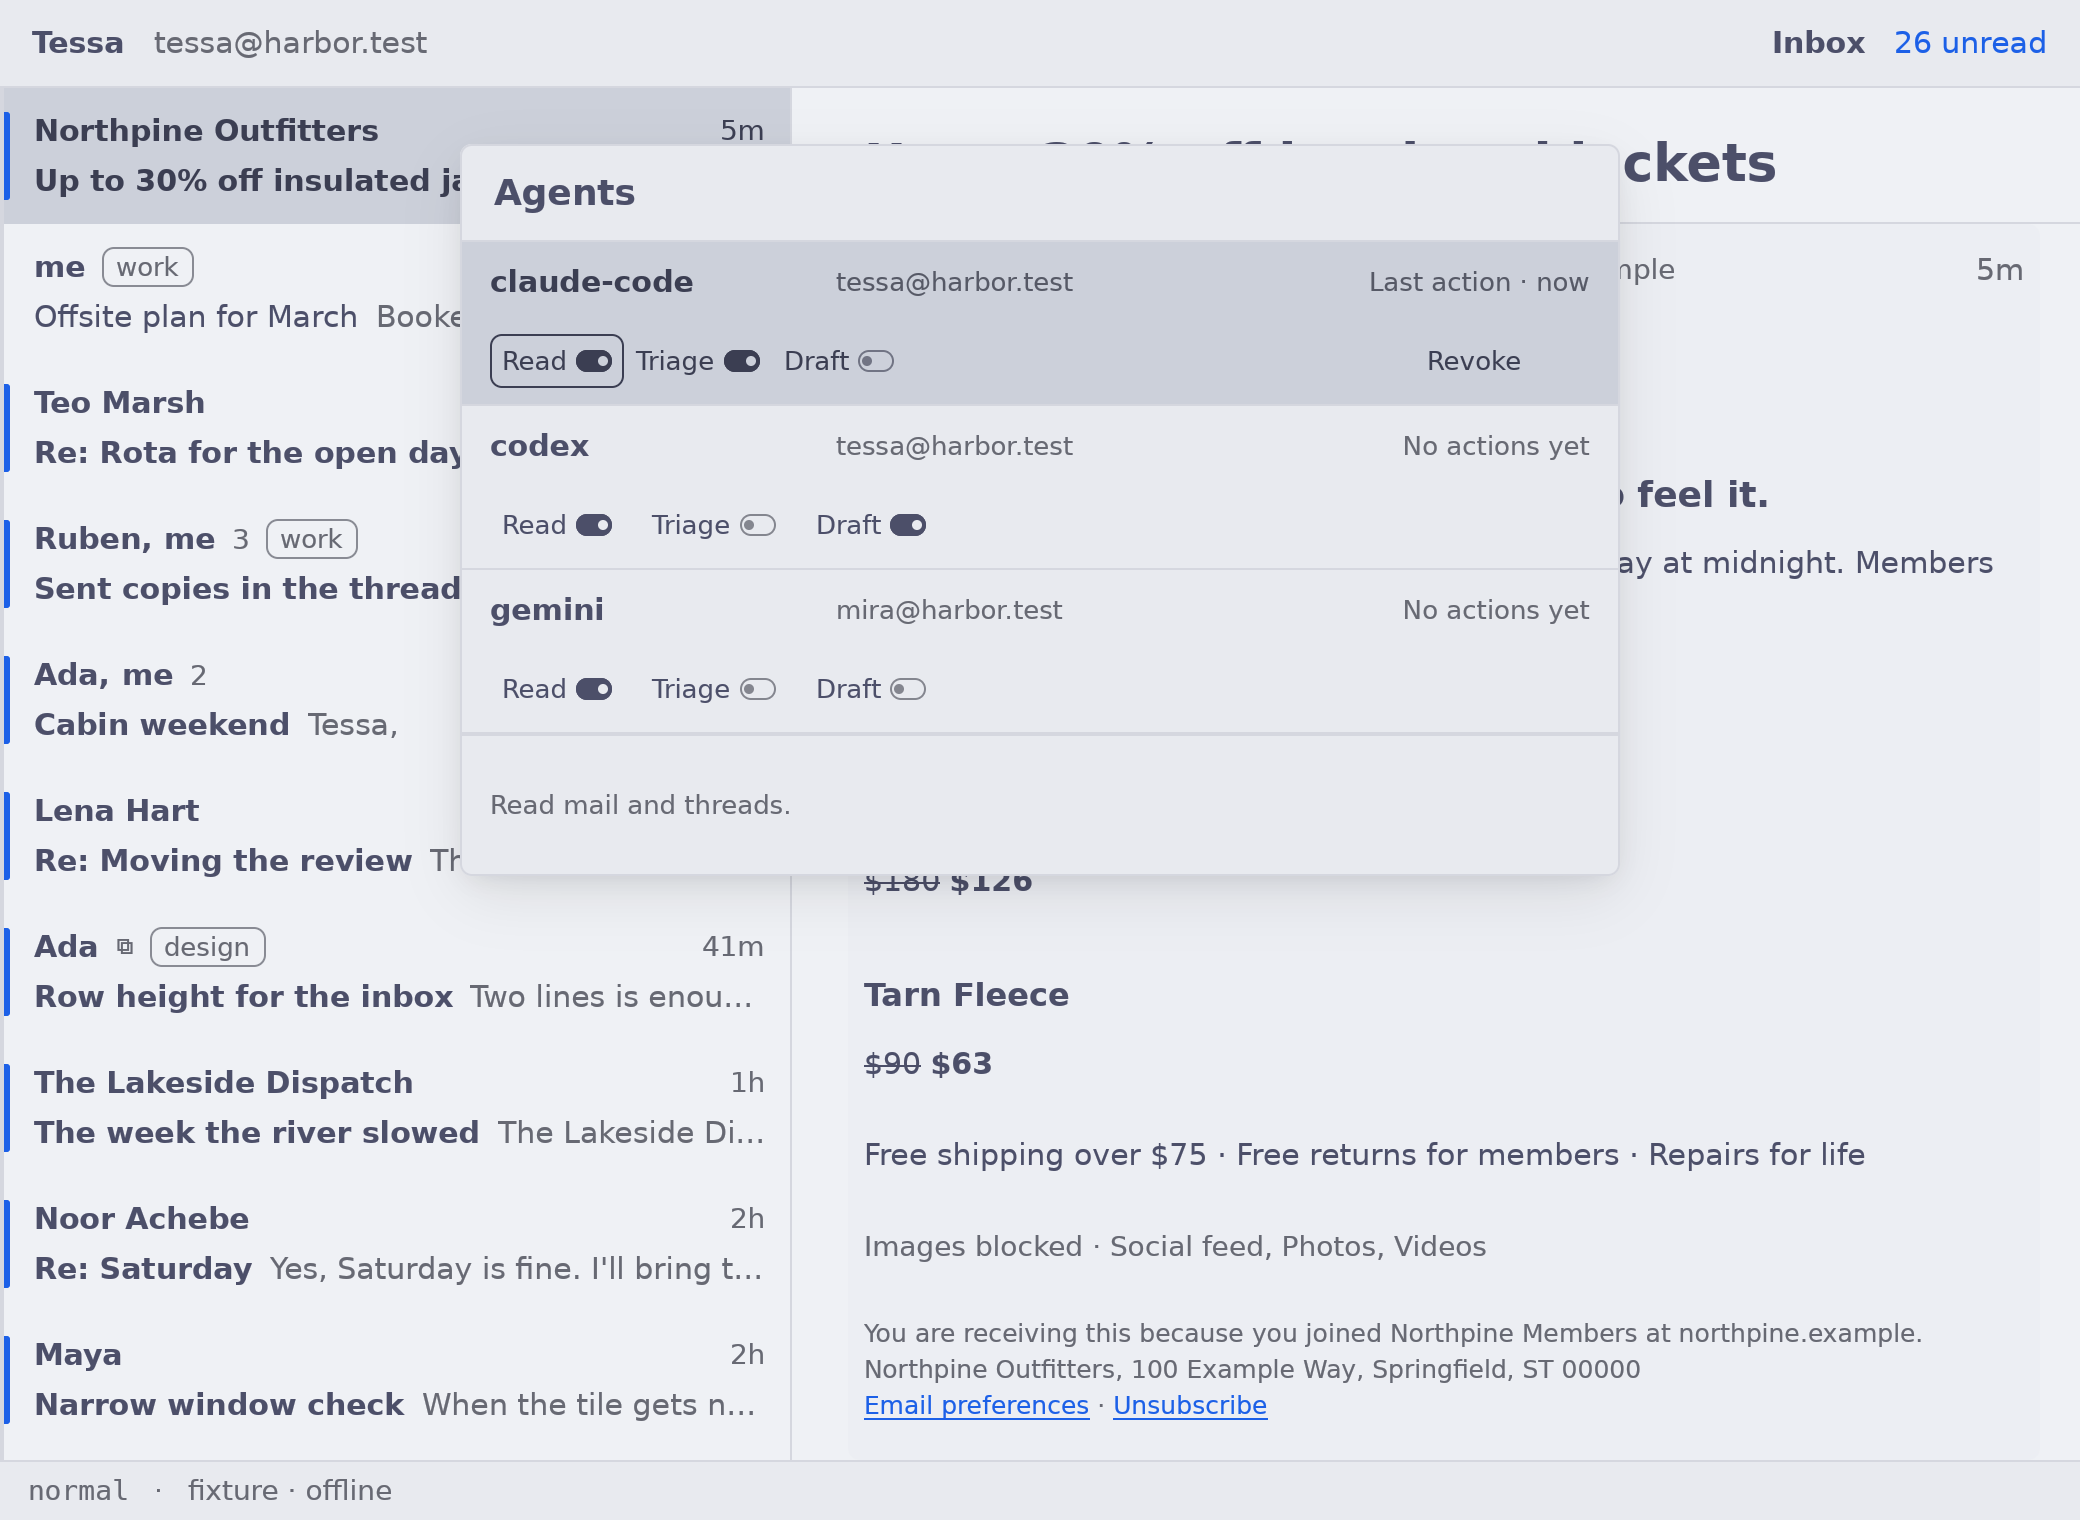 Tessa tessa@harbor.test
Inbox 26 unread
Northpine Outfitters 5m
Up to 30% off insulated ja
me work
Offsite plan for March Booke
Teo Marsh
Re: Rota for the open day
Ruben, me 3 work
Sent copies in the thread
Ada, me 2
Cabin weekend Tessa,
Lena Hart
Re: Moving the review Th
Ada design 41m
Row height for the inbox Two lines is enou…
The Lakeside Dispatch 1h
The week the river slowed The Lakeside Di…
Noor Achebe 2h
Re: Saturday Yes, Saturday is fine. I'll bring t…
Maya 2h
Narrow window check When the tile gets n…
Agents
claude-code tessa@harbor.test Last action · now
Read Triage Draft Revoke
codex tessa@harbor.test No actions yet
Read Triage Draft
gemini mira@harbor.test No actions yet
Read Triage Draft
Read mail and threads.
ckets
mple 5m
feel it.
ay at midnight. Members
$180 $126
Tarn Fleece
$90 $63
Free shipping over $75 · Free returns for members · Repairs for life
Images blocked · Social feed, Photos, Videos
You are receiving this because you joined Northpine Members at northpine.example.
Northpine Outfitters, 100 Example Way, Springfield, ST 00000
Email preferences · Unsubscribe
normal · fixture · offline